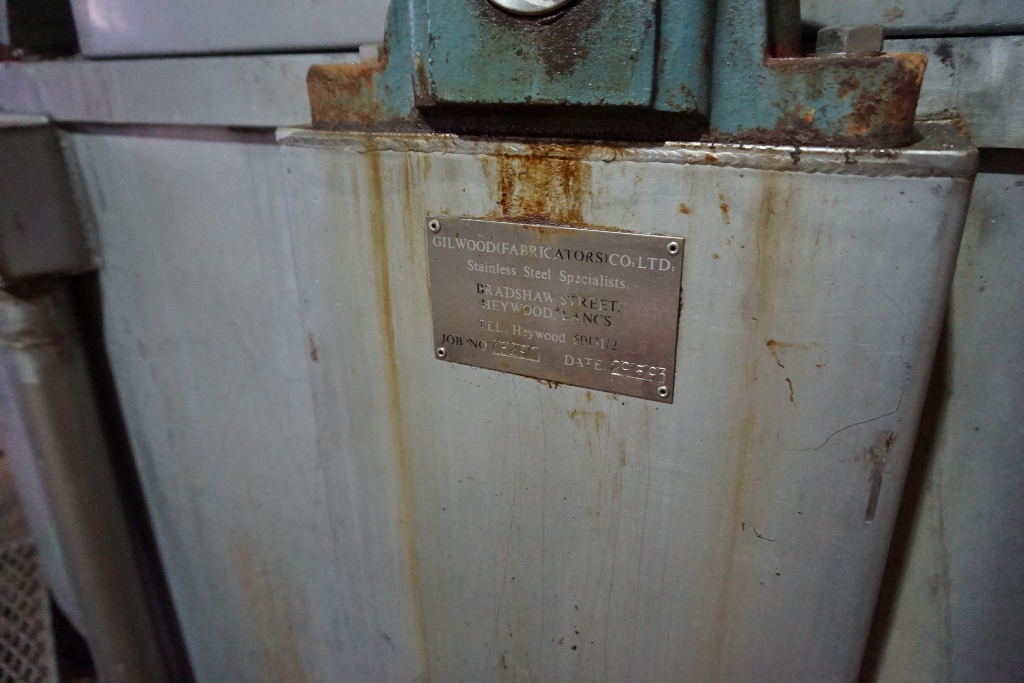 GILWOOD(FABRICATORS)CO.LTD.
Stainless Steel Specialists.
BRADSHAW STREET.
HEYWOOD, LANCS
TEL. Heywood
JOB NO
DATE.